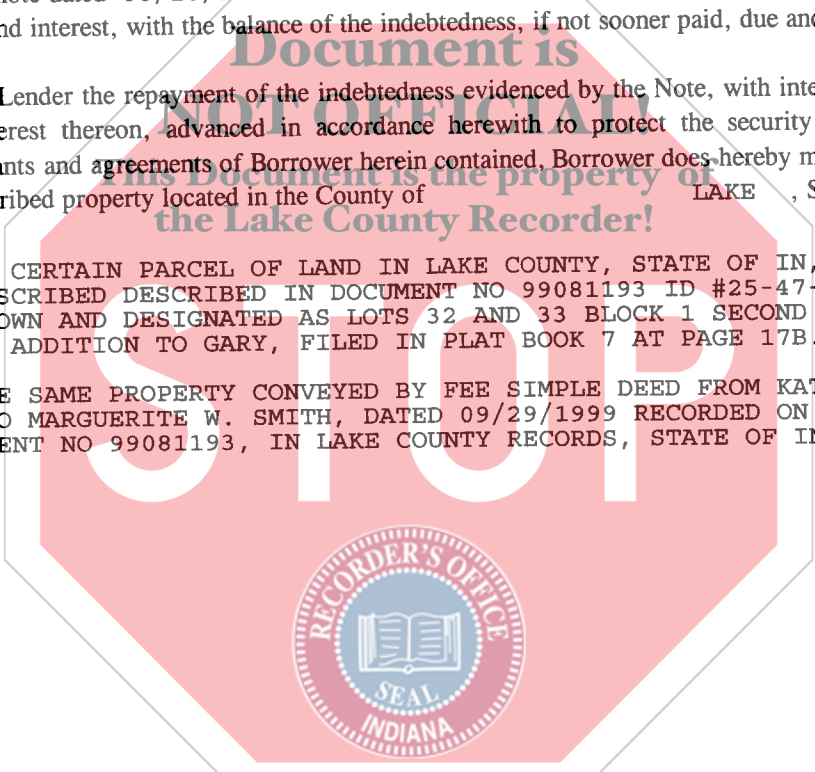 nd interest, with the balance of the indebtedness, if not sooner paid, due and
Document is
Lender the repayment of the indebtedness evidenced by the Note, with inte
NOT OFFICIAL!
erest thereon, advanced in accordance herewith to protect the security
nts and agreements of Borrower herein contained, Borrower does hereby m
This Document is the property of
ribed property located in the County of LAKE , S
the Lake County Recorder!
CERTAIN PARCEL OF LAND IN LAKE COUNTY, STATE OF IN,
SCRIBED DESCRIBED IN DOCUMENT NO 99081193 ID #25-47-
OWN AND DESIGNATED AS LOTS 32 AND 33 BLOCK 1 SECOND
ADDITION TO GARY, FILED IN PLAT BOOK 7 AT PAGE 17B.
E SAME PROPERTY CONVEYED BY FEE SIMPLE DEED FROM KAT
O MARGUERITE W. SMITH, DATED 09/29/1999 RECORDED ON
ENT NO 99081193, IN LAKE COUNTY RECORDS, STATE OF IN
STOP
RECORDER'S OFFICE
SEAL
INDIANA